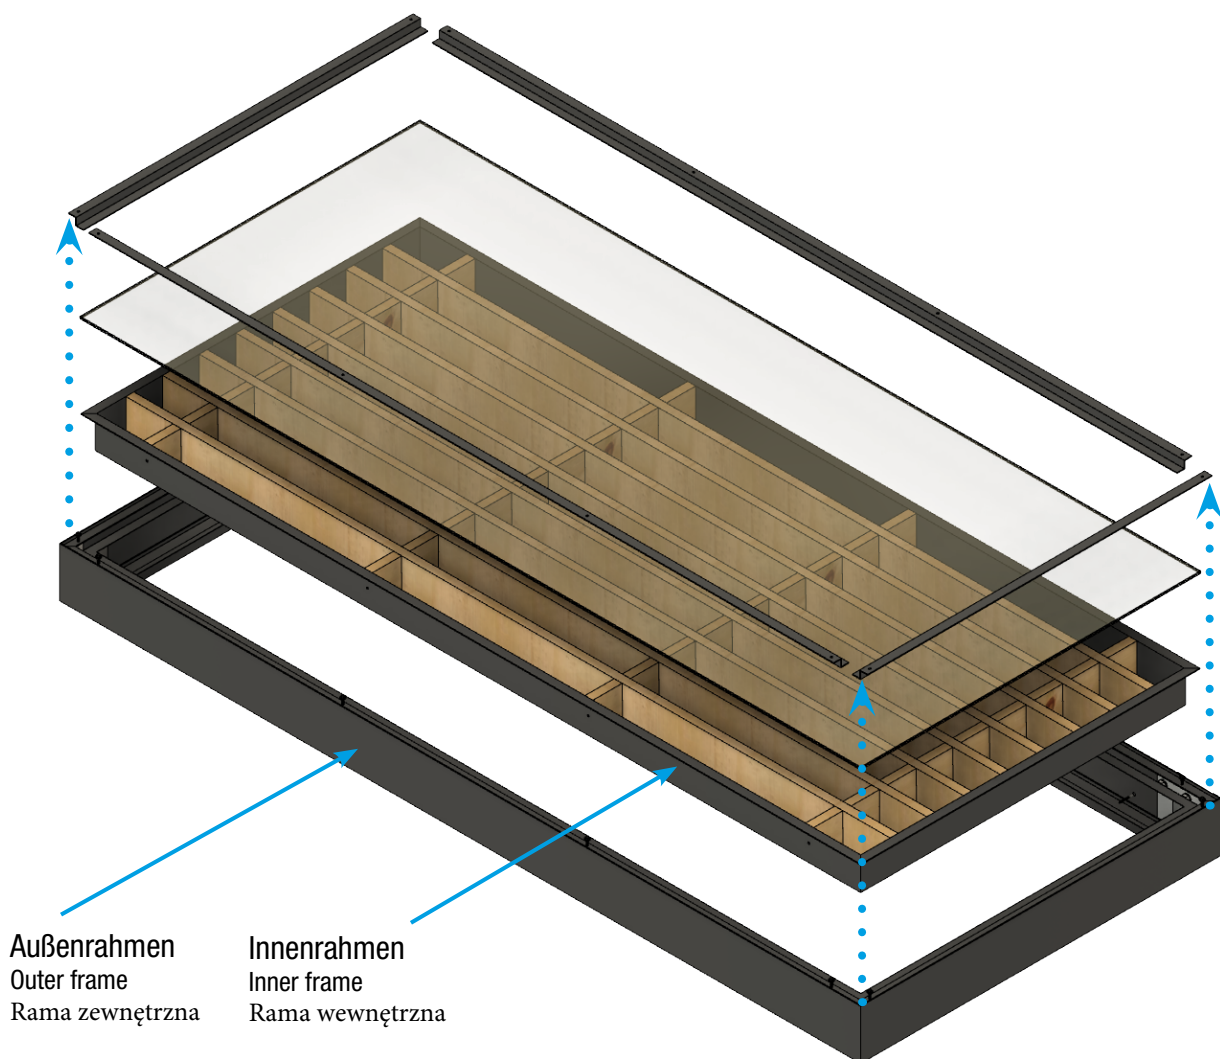 Außenrahmen
Outer frame
Rama zewnętrzna
Innenrahmen
Inner frame
Rama wewnętrzna